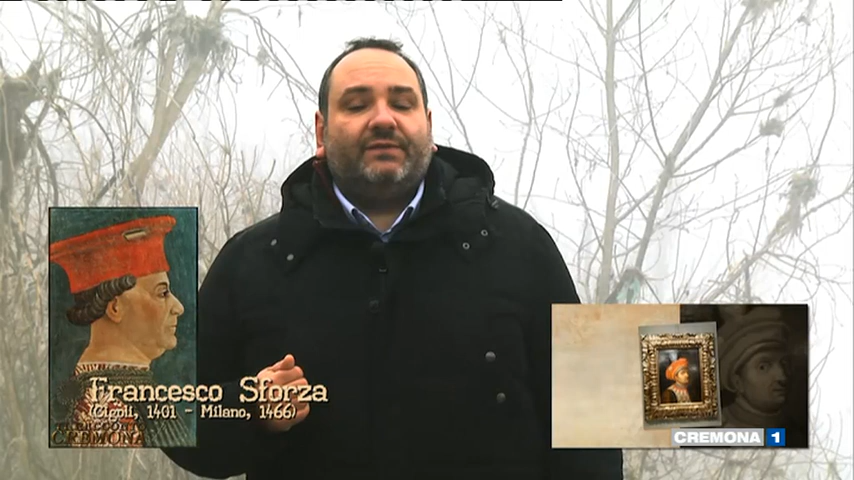 Francesco Sforza
(Cigoli, 1401 - Milano, 1466)
CREMONA
CREMONA 1